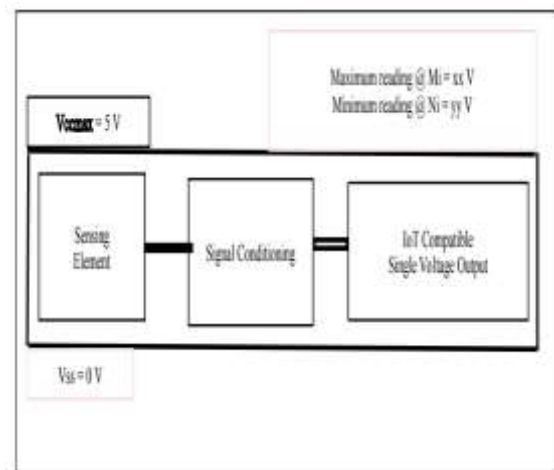 Maximum reading @ Mi = xx V
Minimum reading @ Ni = yy V
Vccmax = 5 V
Sensing
Element
Signal Conditioning
IoT Compatible
Single Voltage Output
Vss = 0 V